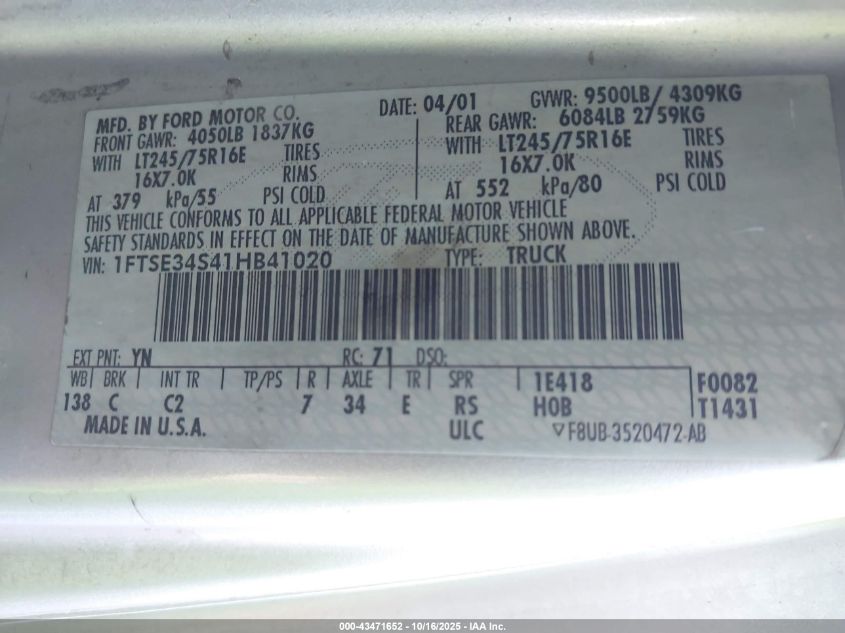 MFD. BY FORD MOTOR CO. DATE: 04/01 GVWR: 9500LB/ 4309KG
FRONT GAWR: 4050LB 1837KG REAR GAWR: 6084LB 2759KG
WITH LT245/75R16E TIRES WITH LT245/75R16E TIRES
16X7.0K RIMS 16X7.0K RIMS
AT 379 kPa/55 PSI COLD AT 552 kPa/80 PSI COLD
THIS VEHICLE CONFORMS TO ALL APPLICABLE FEDERAL MOTOR VEHICLE
SAFETY STANDARDS IN EFFECT ON THE DATE OF MANUFACTURE SHOWN ABOVE.
VIN: 1FTSE34S41HB41020 TYPE: TRUCK
EXT PNT: YN RC: 71 DSO:
WB BRK INT TR TP/PS R AXLE TR SPR 1E418 F0082
138 C C2 7 34 E RS H0B T1431
MADE IN U.S.A. ULC F8UB-3520472-AB
000-43471652 - 10/16/2025 - IAA Inc.